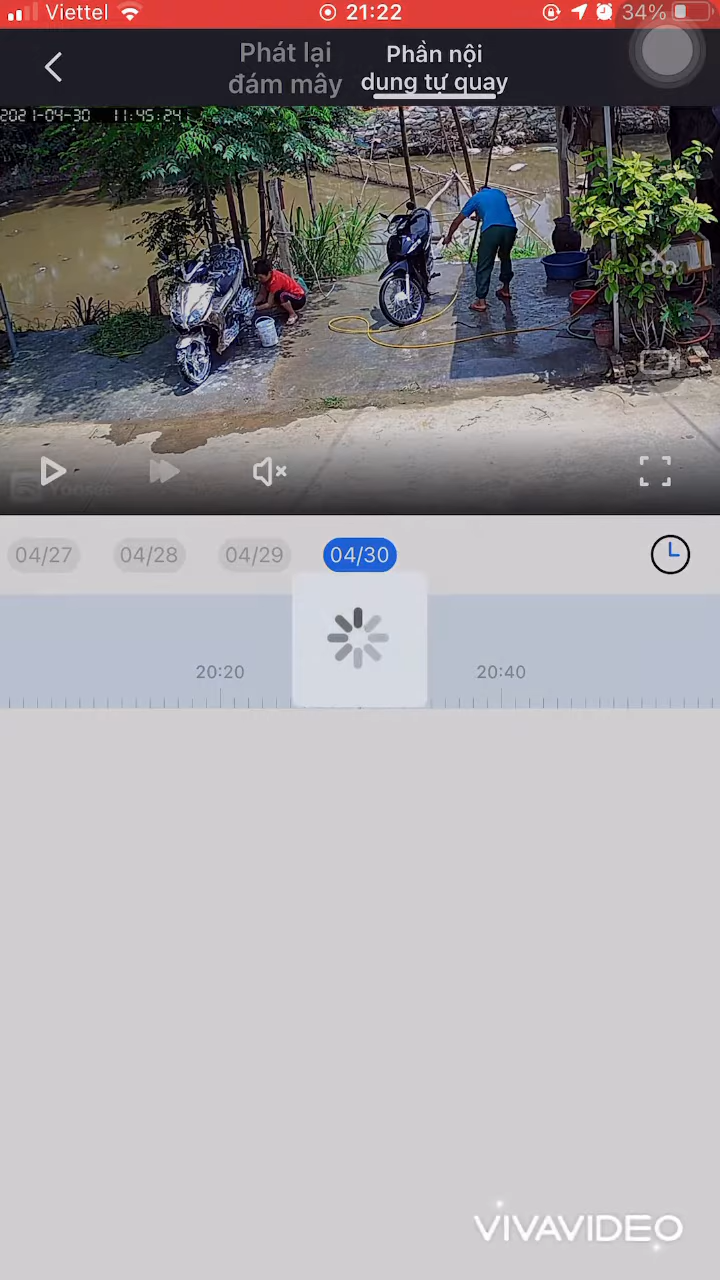 Viettel 21:22 34%
Phát lại
đám mây
Phần nội
dung tự quay
2021-04-30 11:45:24
Yoosee
04/27 04/28 04/29 04/30
20:20 20:40
VIVAVIDEO